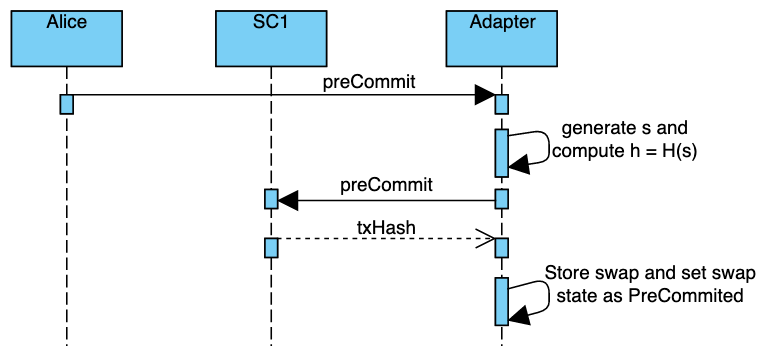 Alice
SC1
Adapter
preCommit
generate s and
compute h = H(s)
preCommit
txHash
Store swap and set swap
state as PreCommited